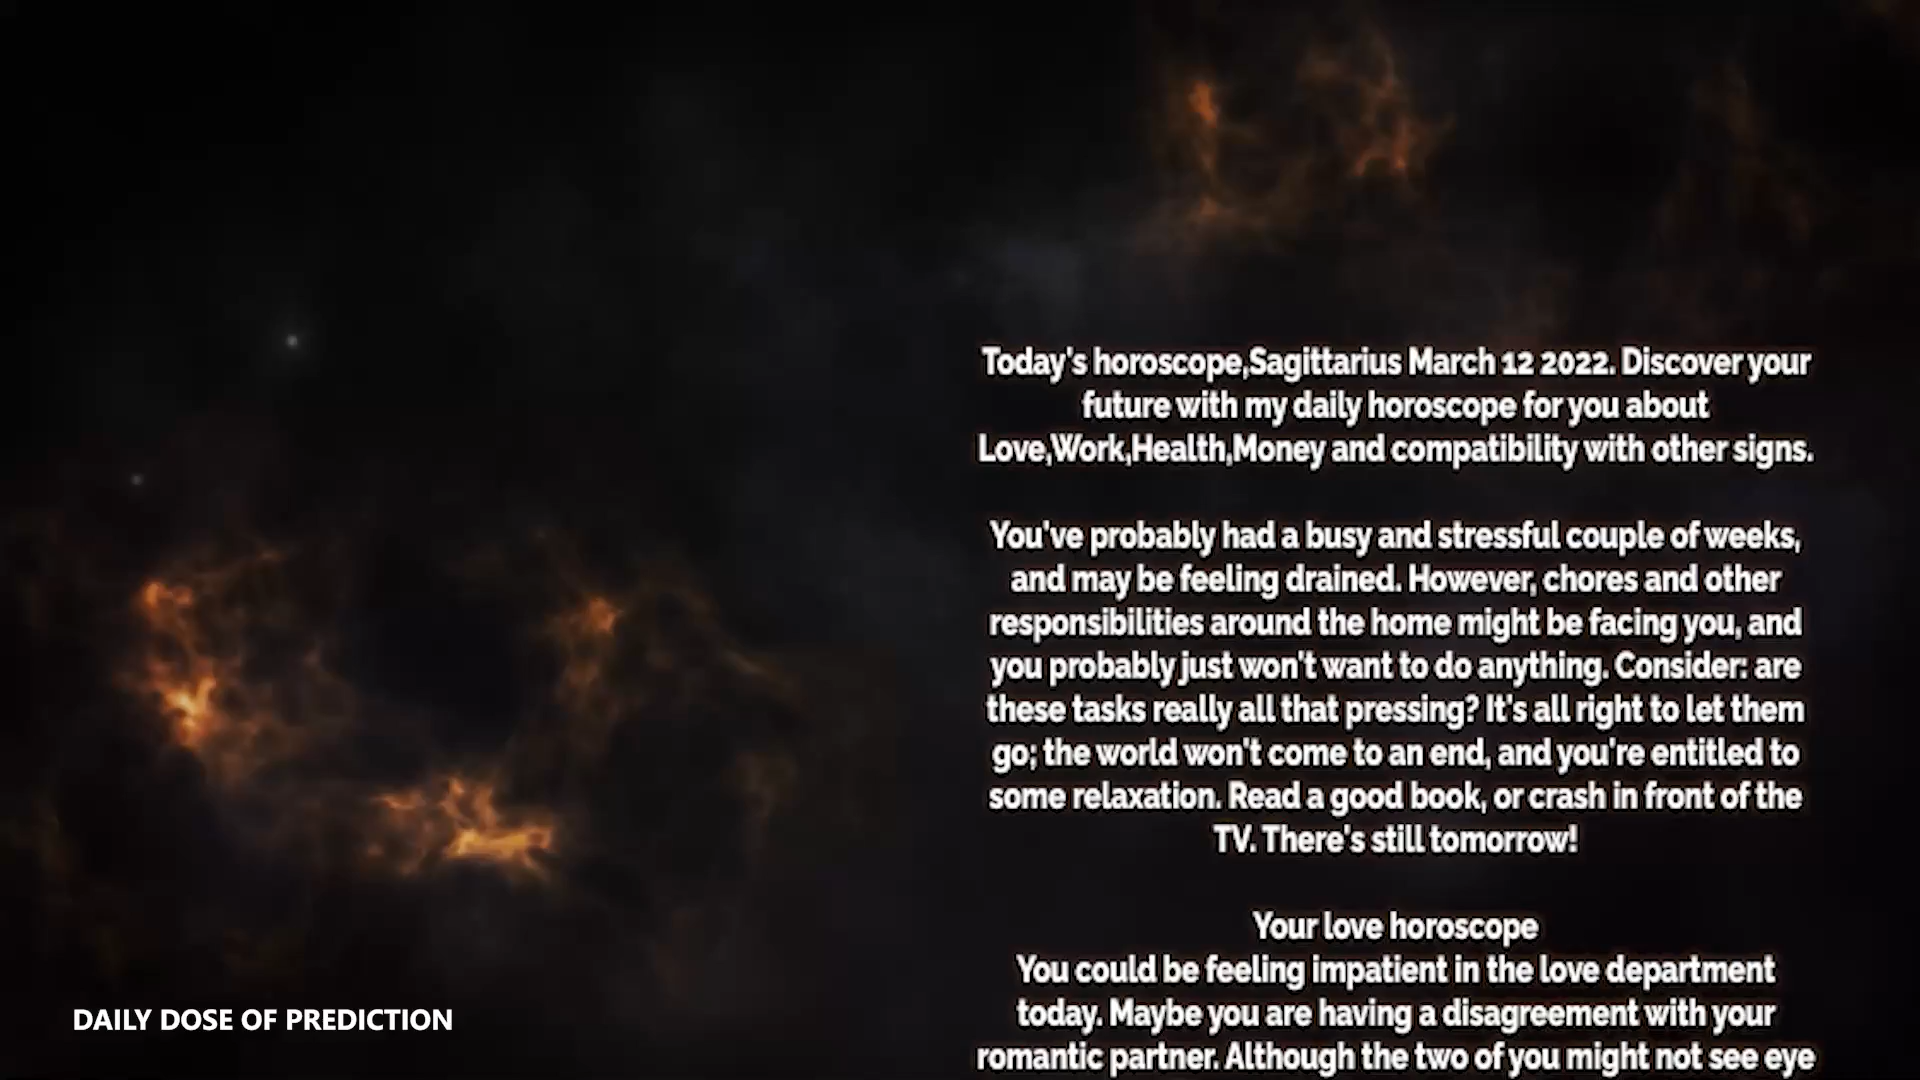 Today's horoscope,Sagittarius March 12 2022. Discover your
future with my daily horoscope for you about
Love,Work,Health,Money and compatibility with other signs.
You've probably had a busy and stressful couple of weeks,
and may be feeling drained. However, chores and other
responsibilities around the home might be facing you, and
you probably just won't want to do anything. Consider: are
these tasks really all that pressing? It's all right to let them
go; the world won't come to an end, and you're entitled to
some relaxation. Read a good book, or crash in front of the
TV. There's still tomorrow!
Your love horoscope
You could be feeling impatient in the love department
today. Maybe you are having a disagreement with your
romantic partner. Although the two of you might not see eye
DAILY DOSE OF PREDICTION